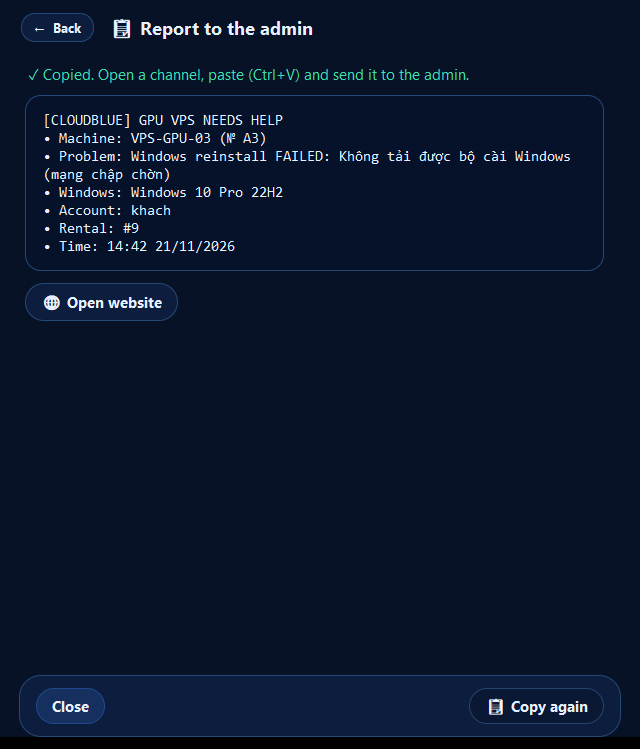 ← Back
Report to the admin
✓ Copied. Open a channel, paste (Ctrl+V) and send it to the admin.
[CLOUDBLUE] GPU VPS NEEDS HELP
• Machine: VPS-GPU-03 (№ A3)
• Problem: Windows reinstall FAILED: Không tải được bộ cài Windows
(mạng chập chờn)
• Windows: Windows 10 Pro 22H2
• Account: khach
• Rental: #9
• Time: 14:42 21/11/2026
Open website
Close
Copy again